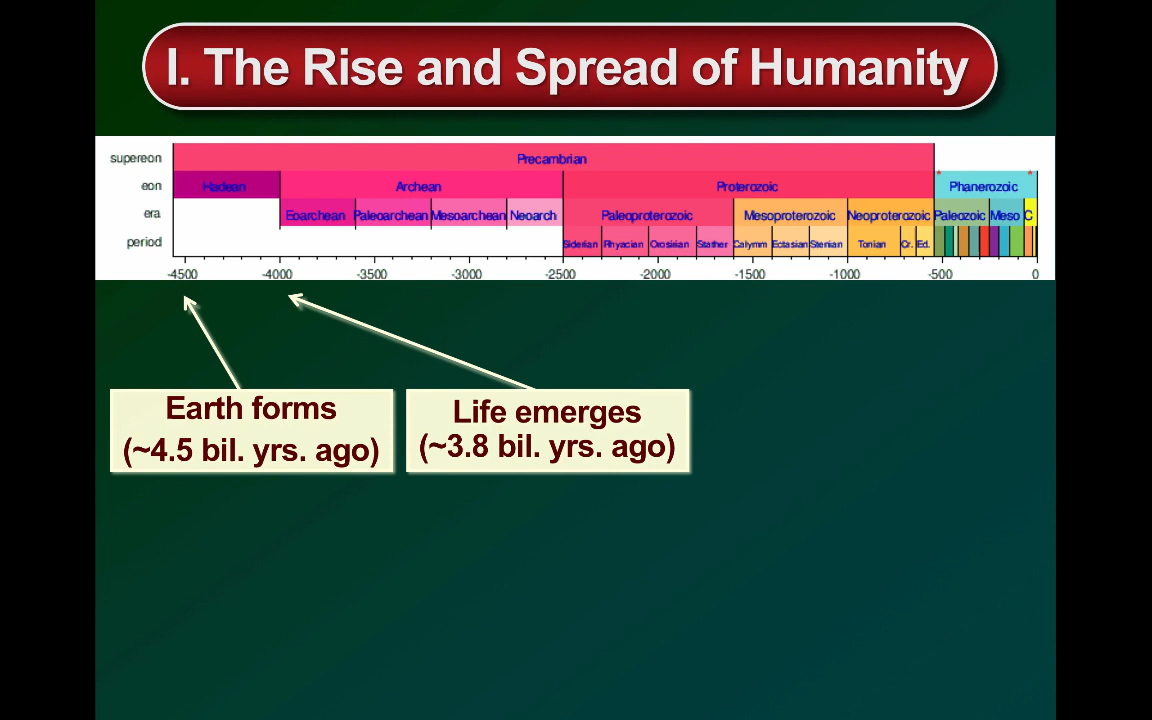 I. The Rise and Spread of Humanity
supereon Precambrian
eon Hadean Archean Proterozoic Phanerozoic
era Eoarchean Paleoarchean Mesoarchean Neoarch Paleoproterozoic Mesoproterozoic Neoproterozoic Paleozoic Meso C
period Siderian Rhyacian Orosirian Stather Calymm Ectasian Stenian Tonian Cr. Ed.
-4500 -4000 -3500 -3000 -2500 -2000 -1500 -1000 -500 0
Earth forms
(~4.5 bil. yrs. ago)
Life emerges
(~3.8 bil. yrs. ago)